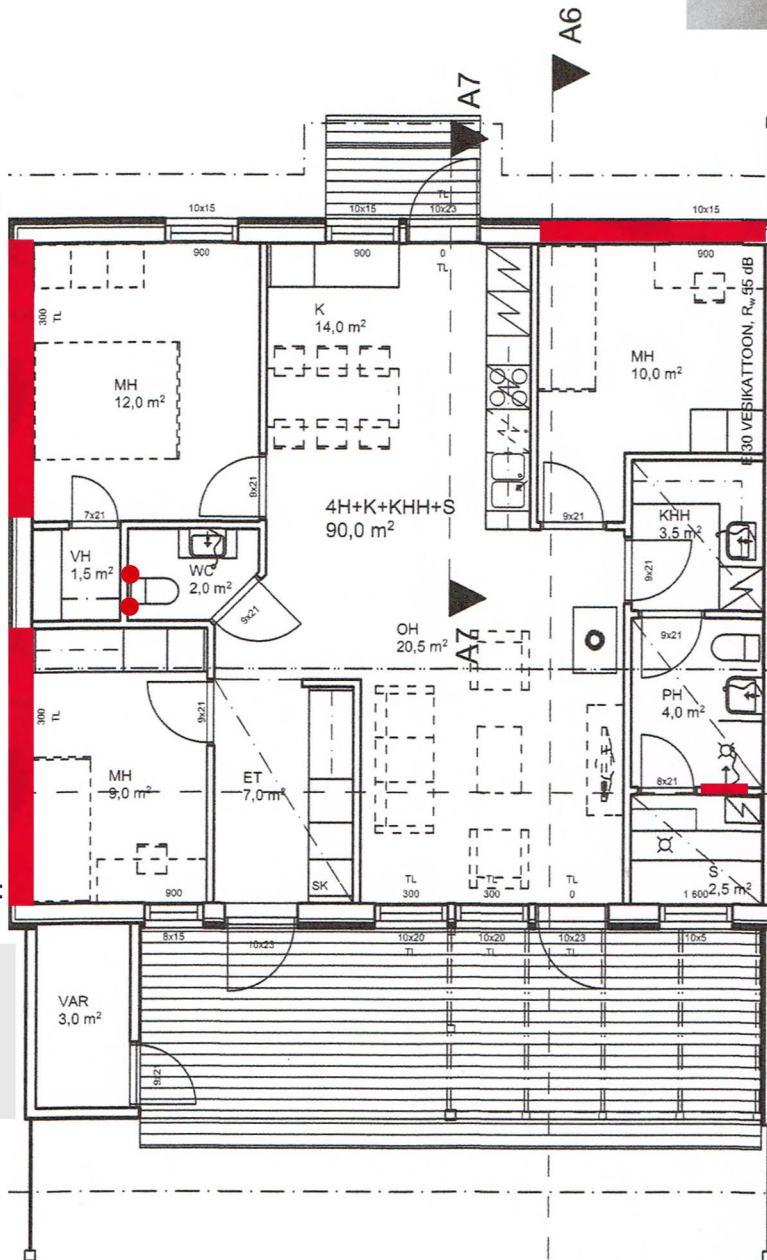 A6
A7
TL
10x15
10x15
10x23
10x15
900
900
0
TL
900
300
TL
K
14,0 m²
MH
12,0 m²
MH
10,0 m²
E 30 VESIKATTOON, Rw 55 dB
9x21
7x21
4H+K+KHH+S
90,0 m²
9x21
KHH
3,5 m²
VH
1,5 m²
WC
2,0 m²
9x21
9x21
OH
20,5 m²
A7
9x21
300
TL
9x21
PH
4,0 m²
MH
9,0 m²
ET
7,0 m²
8x21
SK
TL
300
TL
300
TL
0
S
2,5 m²
900
1 600
8x15
10x23
10x20
TL
10x20
TL
10x23
TL
10x5
VAR
3,0 m²
9x21